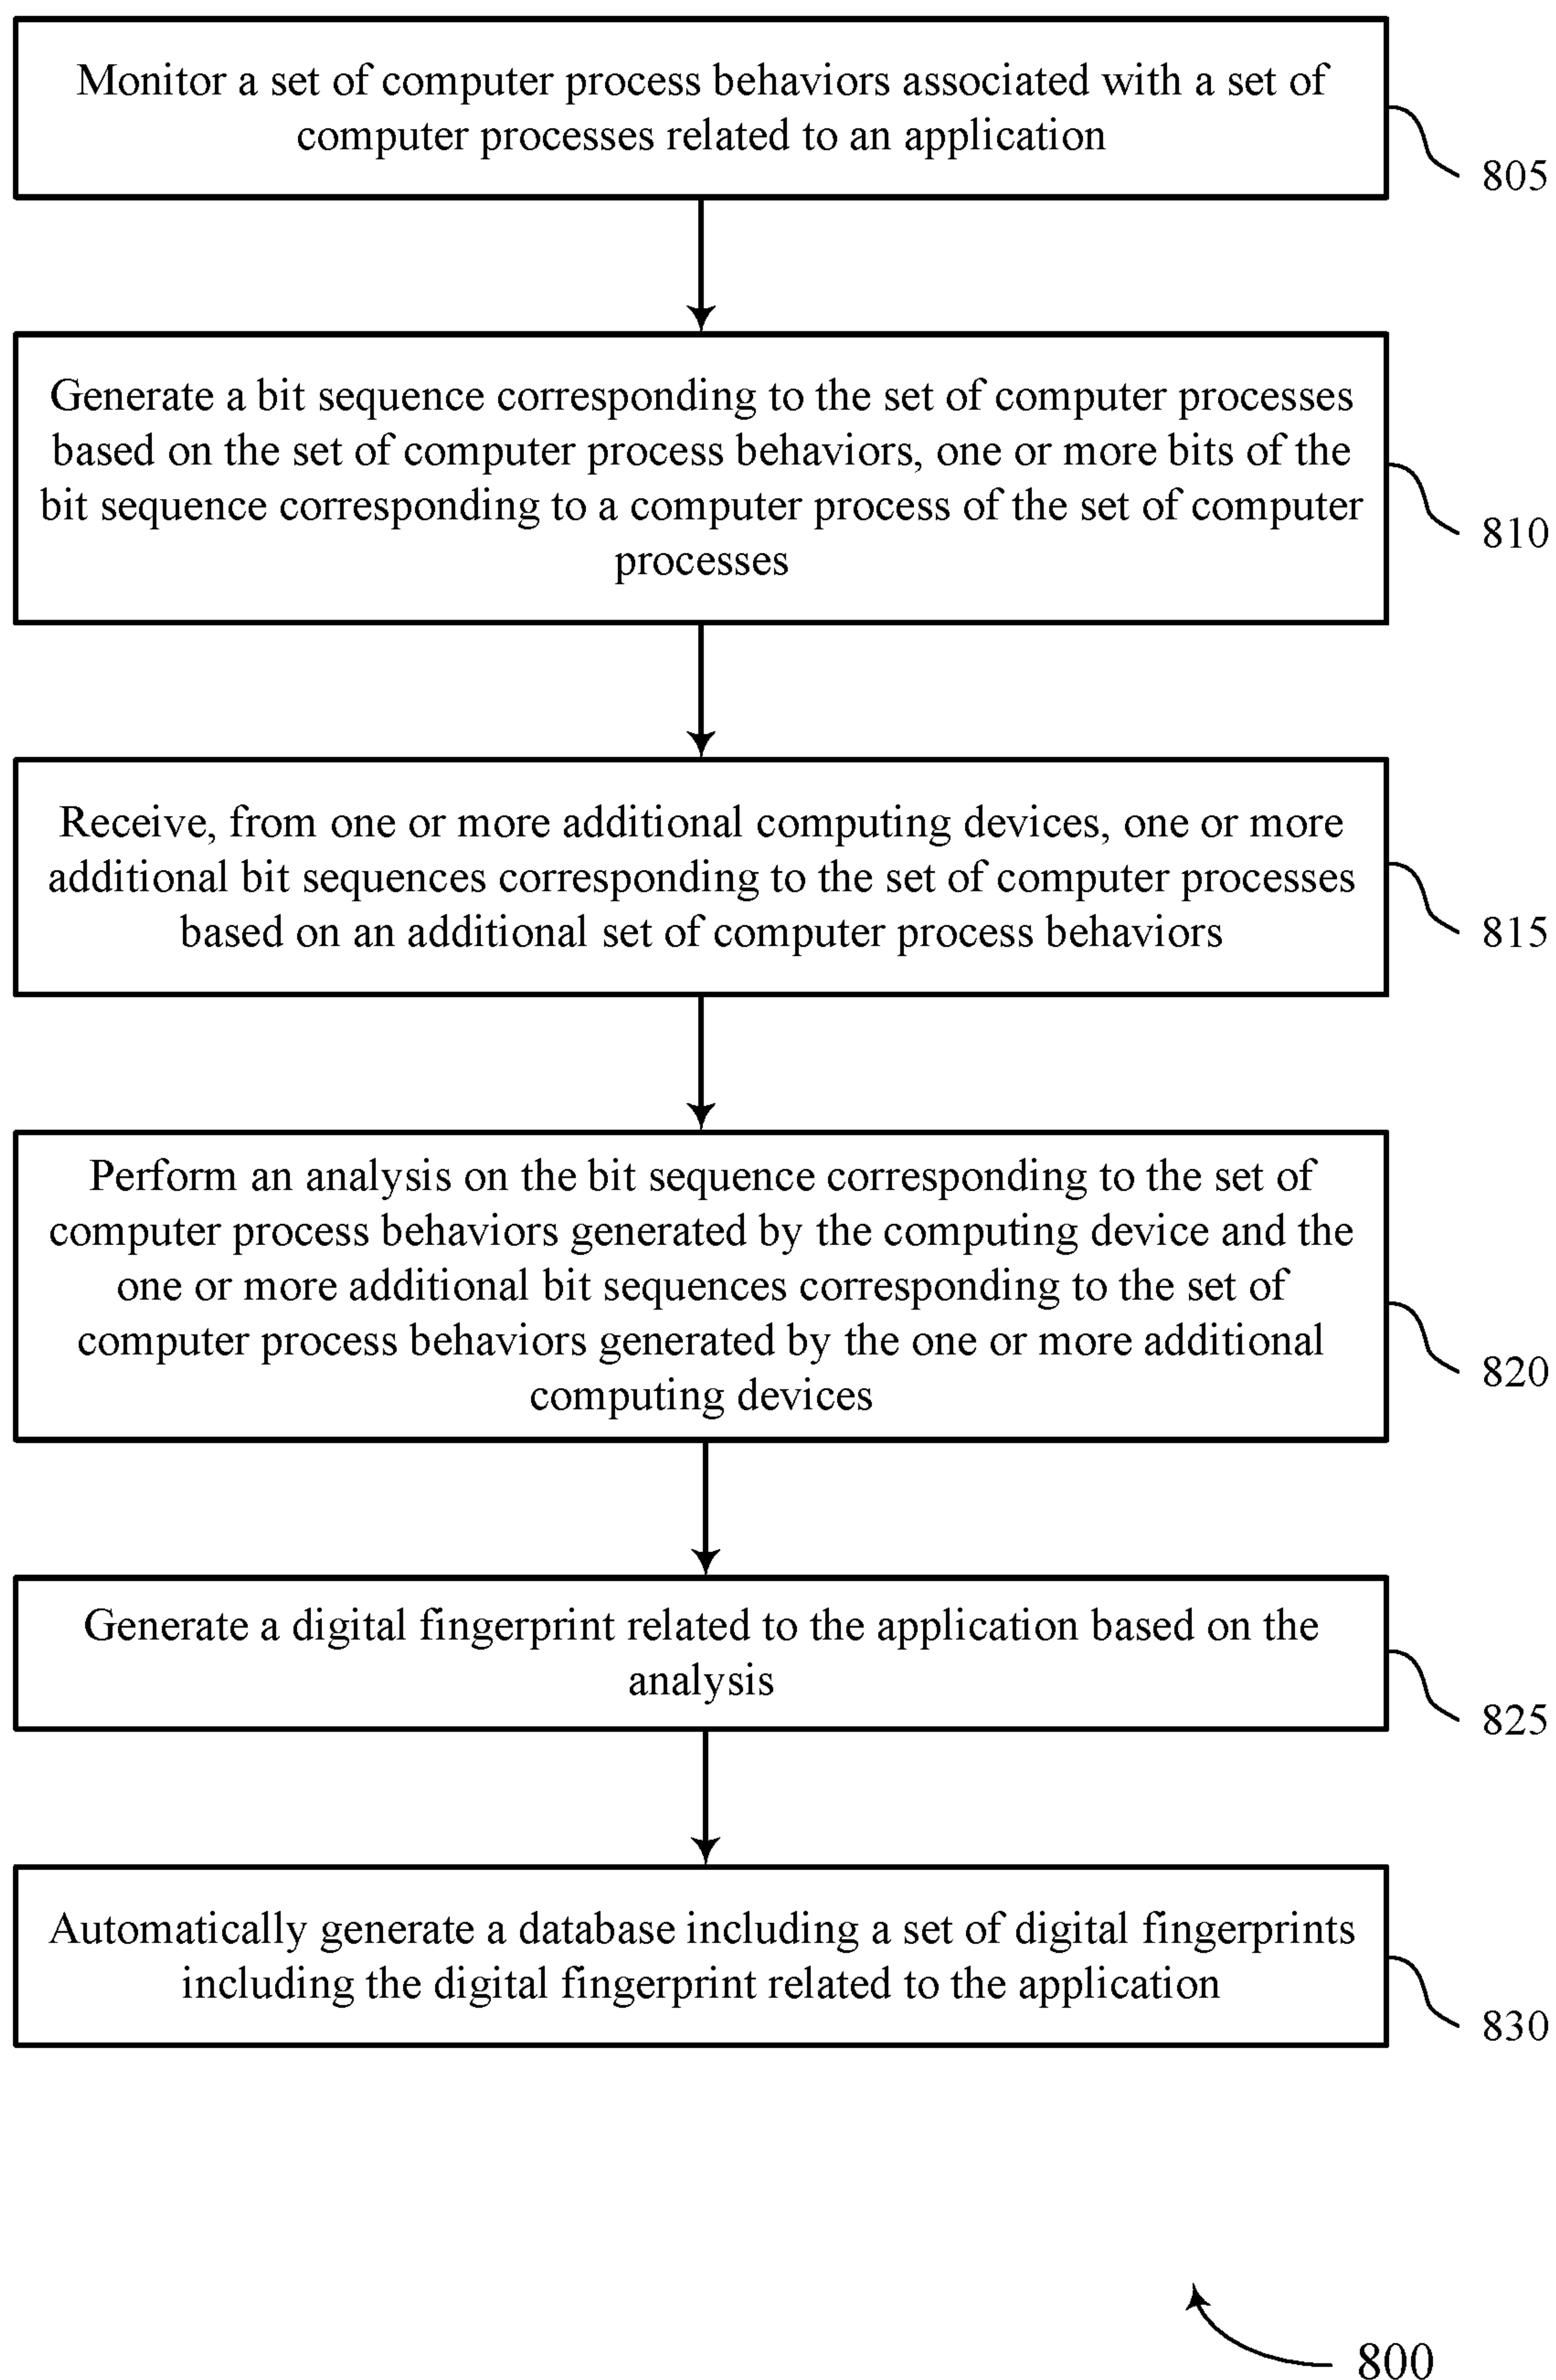 Monitor a set of computer process behaviors associated with a set of
computer processes related to an application
805
Generate a bit sequence corresponding to the set of computer processes
based on the set of computer process behaviors, one or more bits of the
bit sequence corresponding to a computer process of the set of computer
processes
810
Receive, from one or more additional computing devices, one or more
additional bit sequences corresponding to the set of computer processes
based on an additional set of computer process behaviors
815
Perform an analysis on the bit sequence corresponding to the set of
computer process behaviors generated by the computing device and the
one or more additional bit sequences corresponding to the set of
computer process behaviors generated by the one or more additional
computing devices
820
Generate a digital fingerprint related to the application based on the
analysis
825
Automatically generate a database including a set of digital fingerprints
including the digital fingerprint related to the application
830
800